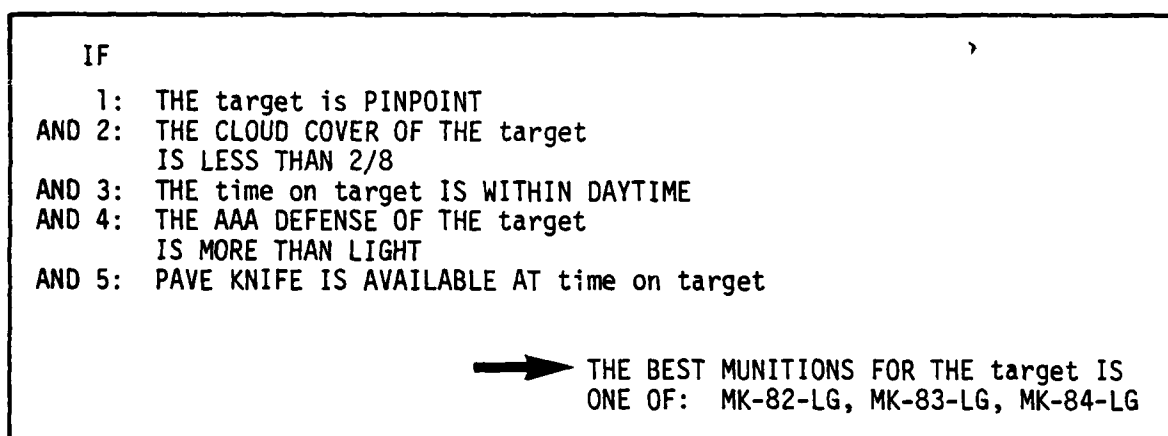 IF
1: THE target is PINPOINT
AND 2: THE CLOUD COVER OF THE target
IS LESS THAN 2/8
AND 3: THE time on target IS WITHIN DAYTIME
AND 4: THE AAA DEFENSE OF THE target
IS MORE THAN LIGHT
AND 5: PAVE KNIFE IS AVAILABLE AT time on target
THE BEST MUNITIONS FOR THE target IS
ONE OF: MK-82-LG, MK-83-LG, MK-84-LG